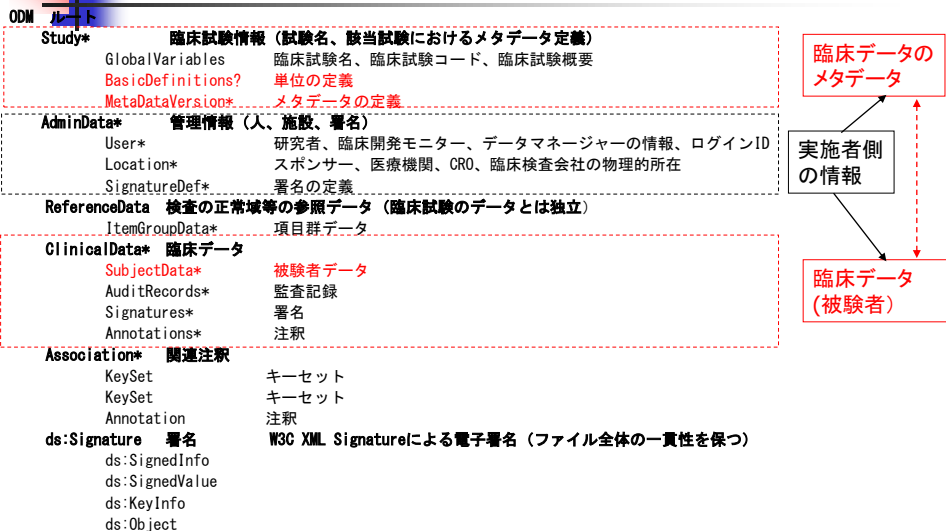 ODM ルート
Study* 臨床試験情報（試験名、該当試験におけるメタデータ定義）
GlobalVariables 臨床試験名、臨床試験コード、臨床試験概要
BasicDefinitions? 単位の定義
MetaDataVersion* メタデータの定義
AdminData* 管理情報（人、施設、署名）
User* 研究者、臨床開発モニター、データマネージャーの情報、ログインID
Location* スポンサー、医療機関、CRO、臨床検査会社の物理的所在
SignatureDef* 署名の定義
ReferenceData 検査の正常域等の参照データ（臨床試験のデータとは独立）
ItemGroupData* 項目群データ
ClinicalData* 臨床データ
SubjectData* 被験者データ
AuditRecords* 監査記録
Signatures* 署名
Annotations* 注釈
Association* 関連注釈
KeySet キーセット
KeySet キーセット
Annotation 注釈
ds:Signature 署名 W3C XML Signatureによる電子署名（ファイル全体の一貫性を保つ）
ds:SignedInfo
ds:SignedValue
ds:KeyInfo
ds:Object
臨床データの
メタデータ
実施者側
の情報
臨床データ
(被験者）